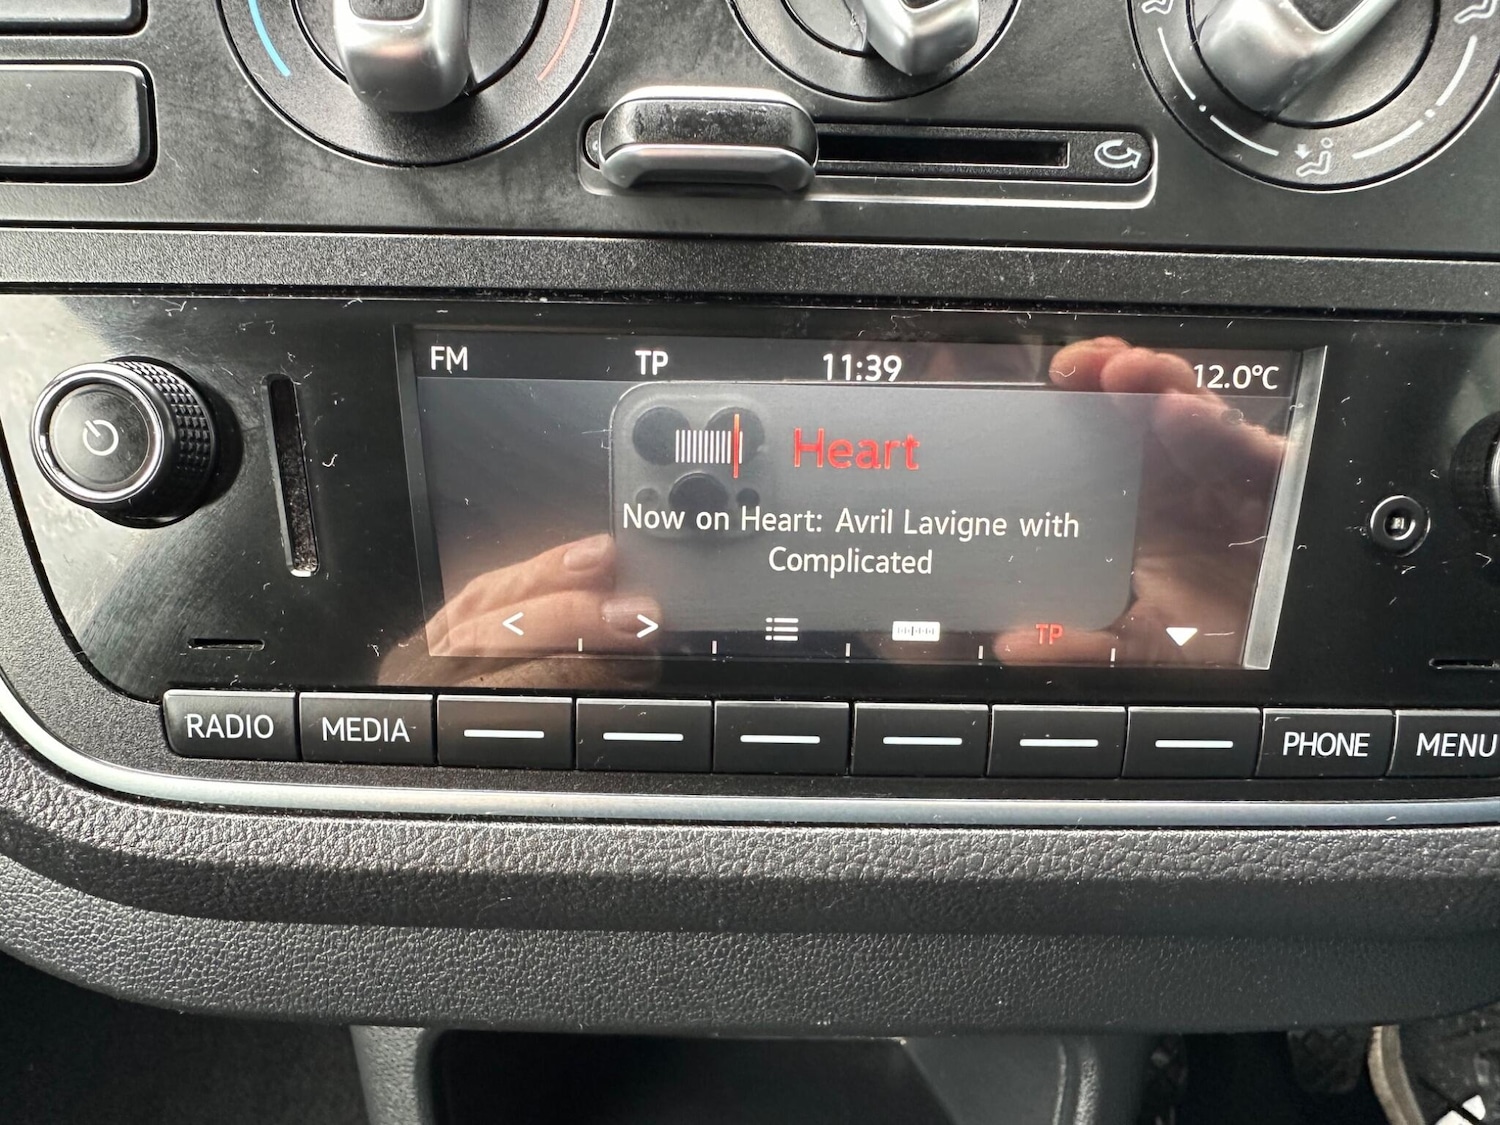 FM TP 11:39 12.0°C
Heart
Now on Heart: Avril Lavigne with
Complicated
< > TP
RADIO MEDIA PHONE MENU